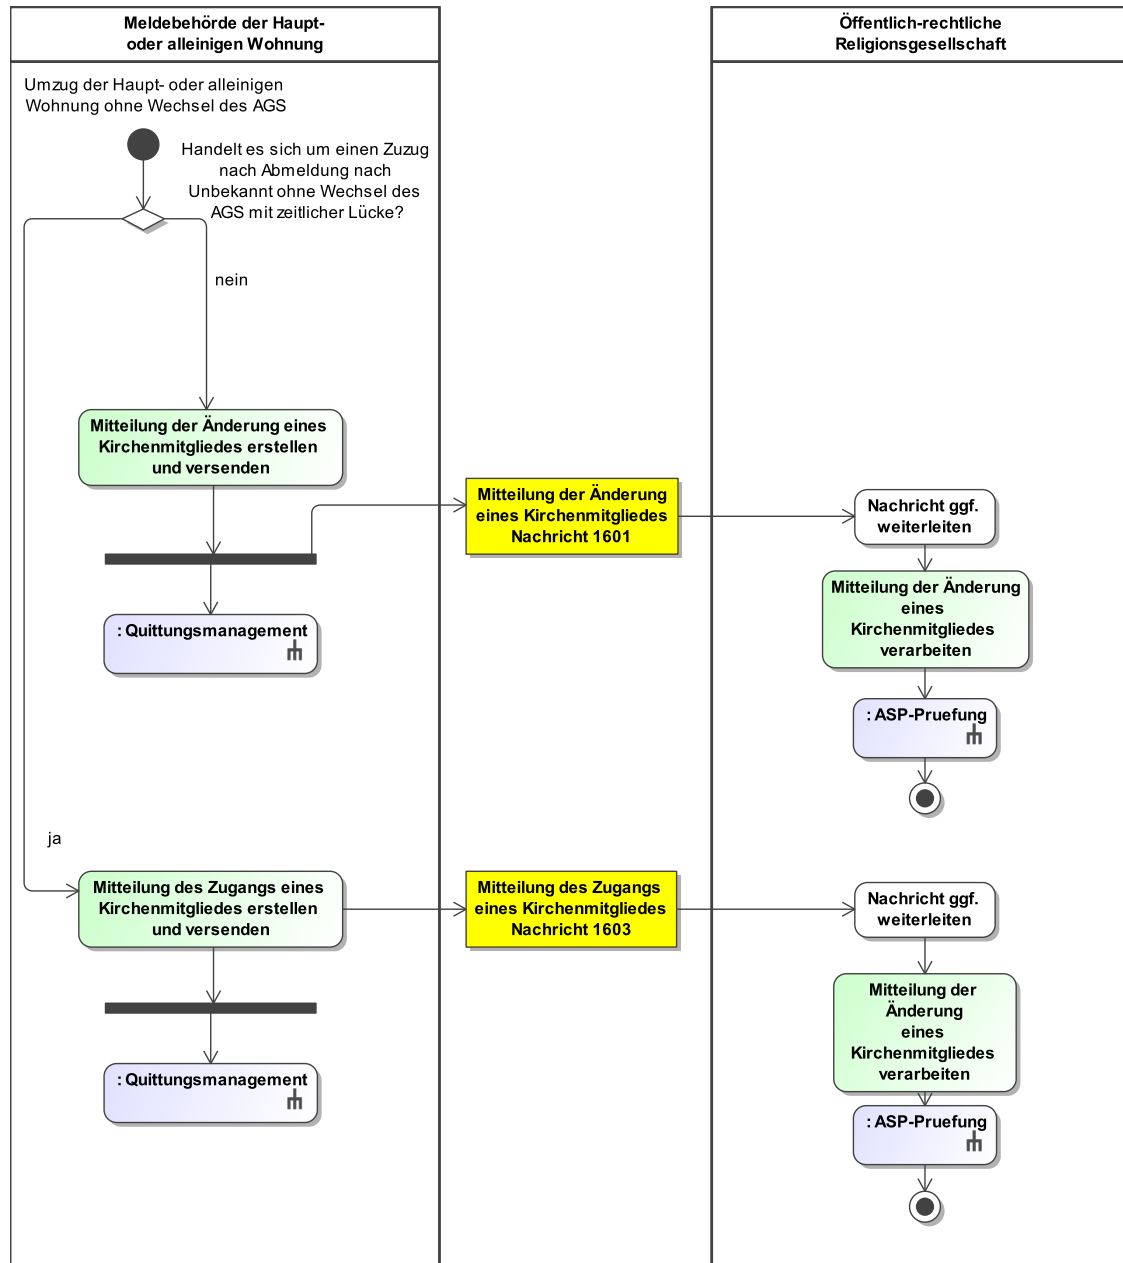 Meldebehörde der Haupt-
oder alleinigen Wohnung
Öffentlich-rechtliche
Religionsgesellschaft
Umzug der Haupt- oder alleinigen
Wohnung ohne Wechsel des AGS
Handelt es sich um einen Zuzug
nach Abmeldung nach
Unbekannt ohne Wechsel des
AGS mit zeitlicher Lücke?
nein
Mitteilung der Änderung eines
Kirchenmitgliedes erstellen
und versenden
Mitteilung der Änderung
eines Kirchenmitgliedes
Nachricht 1601
Nachricht ggf.
weiterleiten
Mitteilung der Änderung
eines
Kirchenmitgliedes
verarbeiten
: Quittungsmanagement
: ASP-Pruefung
ja
Mitteilung des Zugangs eines
Kirchenmitgliedes erstellen
und versenden
Mitteilung des Zugangs
eines Kirchenmitgliedes
Nachricht 1603
Nachricht ggf.
weiterleiten
Mitteilung der
Änderung
eines
Kirchenmitgliedes
verarbeiten
: Quittungsmanagement
: ASP-Pruefung